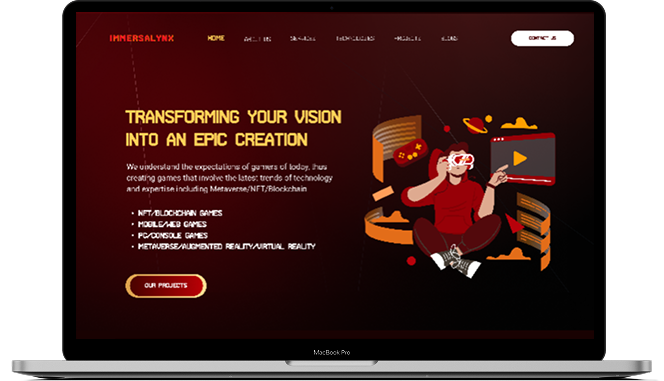 IMMERSALYNX HOME ABOUT US SERVICES TECHNOLOGIES PROJECTS BLOGS CONTACT US
TRANSFORMING YOUR VISION
INTO AN EPIC CREATION
We understand the expectations of gamers of today, thus
creating games that involve the latest trends of technology
and expertise including Metaverse/NFT/Blockchain
• NFT/BLOCKCHAIN GAMES
• MOBILE/WEB GAMES
• PC/CONSOLE GAMES
• METAVERSE/AUGMENTED REALITY/VIRTUAL REALITY
OUR PROJECTS
MacBook Pro